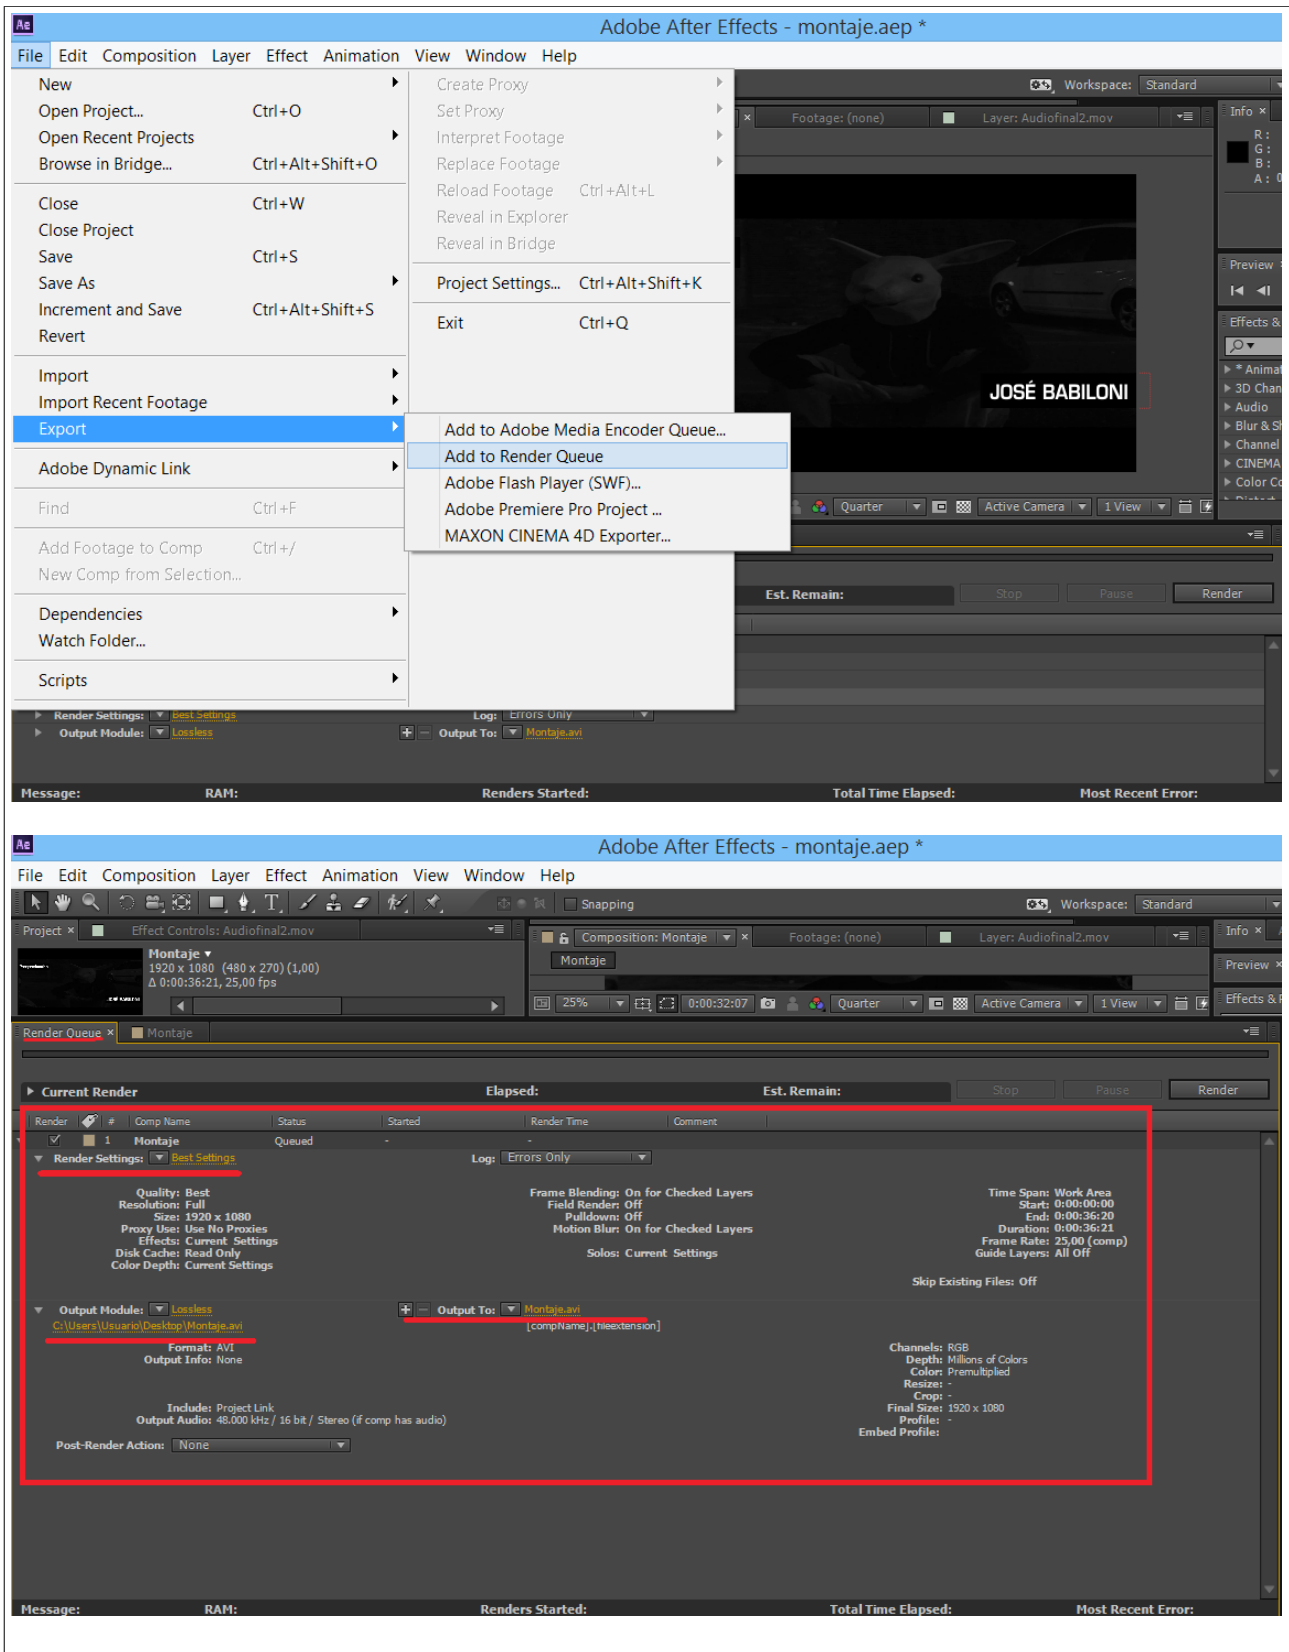 Ae Adobe After Effects - montaje.aep *
File Edit Composition Layer Effect Animation View Window Help
New
Open Project... Ctrl+O
Open Recent Projects
Browse in Bridge... Ctrl+Alt+Shift+O
Close Ctrl+W
Close Project
Save Ctrl+S
Save As
Increment and Save Ctrl+Alt+Shift+S
Revert
Import
Import Recent Footage
Export
Adobe Dynamic Link
Find Ctrl+F
Add Footage to Comp Ctrl+/
New Comp from Selection...
Dependencies
Watch Folder...
Scripts
Create Proxy
Set Proxy
Interpret Footage
Replace Footage
Reload Footage Ctrl+Alt+L
Reveal in Explorer
Reveal in Bridge
Project Settings... Ctrl+Alt+Shift+K
Exit Ctrl+Q
Add to Adobe Media Encoder Queue...
Add to Render Queue
Adobe Flash Player (SWF)...
Adobe Premiere Pro Project ...
MAXON CINEMA 4D Exporter...
Workspace: Standard
Footage: (none) Layer: Audiofinal2.mov
Info
R:
G:
B:
A: 0
JOSÉ BABILONI
Preview
Effects &
* Animat
3D Chan
Audio
Blur & Sh
Channel
CINEMA
Color Co
Quarter Active Camera 1 View
Est. Remain: Stop Pause Render
Render Settings: Best Settings Log: Errors Only
Output Module: Lossless Output To: Montaje.avi
Message: RAM: Renders Started: Total Time Elapsed: Most Recent Error:
Ae Adobe After Effects - montaje.aep *
File Edit Composition Layer Effect Animation View Window Help
Snapping Workspace: Standard
Project Effect Controls: Audiofinal2.mov Composition: Montaje Footage: (none) Layer: Audiofinal2.mov Info
Montaje
1920 x 1080 (480 x 270) (1,00)
Δ 0:00:36:21, 25,00 fps
Montaje
Preview
25% 0:00:32:07 Quarter Active Camera 1 View Effects &
Render Queue Montaje
Current Render Elapsed: Est. Remain: Stop Pause Render
Render # Comp Name Status Started Render Time Comment
1 Montaje Queued - -
Render Settings: Best Settings Log: Errors Only
Quality: Best Frame Blending: On for Checked Layers Time Span: Work Area
Resolution: Full Field Render: Off Start: 0:00:00:00
Size: 1920 x 1080 Pulldown: Off End: 0:00:36:20
Proxy Use: Use No Proxies Motion Blur: On for Checked Layers Duration: 0:00:36:21
Effects: Current Settings Frame Rate: 25,00 (comp)
Disk Cache: Read Only Solos: Current Settings Guide Layers: All Off
Color Depth: Current Settings
Skip Existing Files: Off
Output Module: Lossless Output To: Montaje.avi
C:\Users\Usuario\Desktop\Montaje.avi [compName].[fileextension]
Format: AVI Channels: RGB
Output Info: None Depth: Millions of Colors
Color: Premultiplied
Resize: -
Crop: -
Include: Project Link Final Size: 1920 x 1080
Output Audio: 48.000 kHz / 16 bit / Stereo (if comp has audio) Profile: -
Embed Profile:
Post-Render Action: None
Message: RAM: Renders Started: Total Time Elapsed: Most Recent Error: